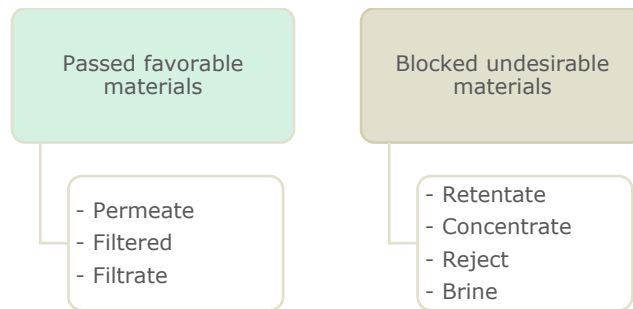 Passed favorable
materials
- Permeate
- Filtered
- Filtrate
Blocked undesirable
materials
- Retentate
- Concentrate
- Reject
- Brine